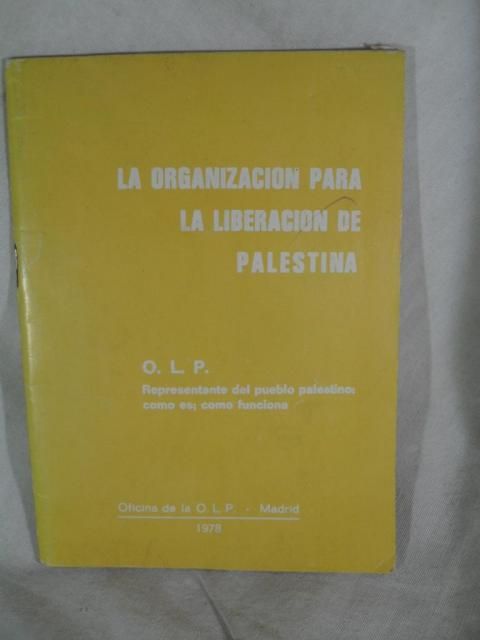 LA ORGANIZACION PARA
LA LIBERACION DE
PALESTINA
O. L. P.
Representante del pueblo palestino:
como es; como funciona
Oficina de la O. L. P. - Madrid
1978